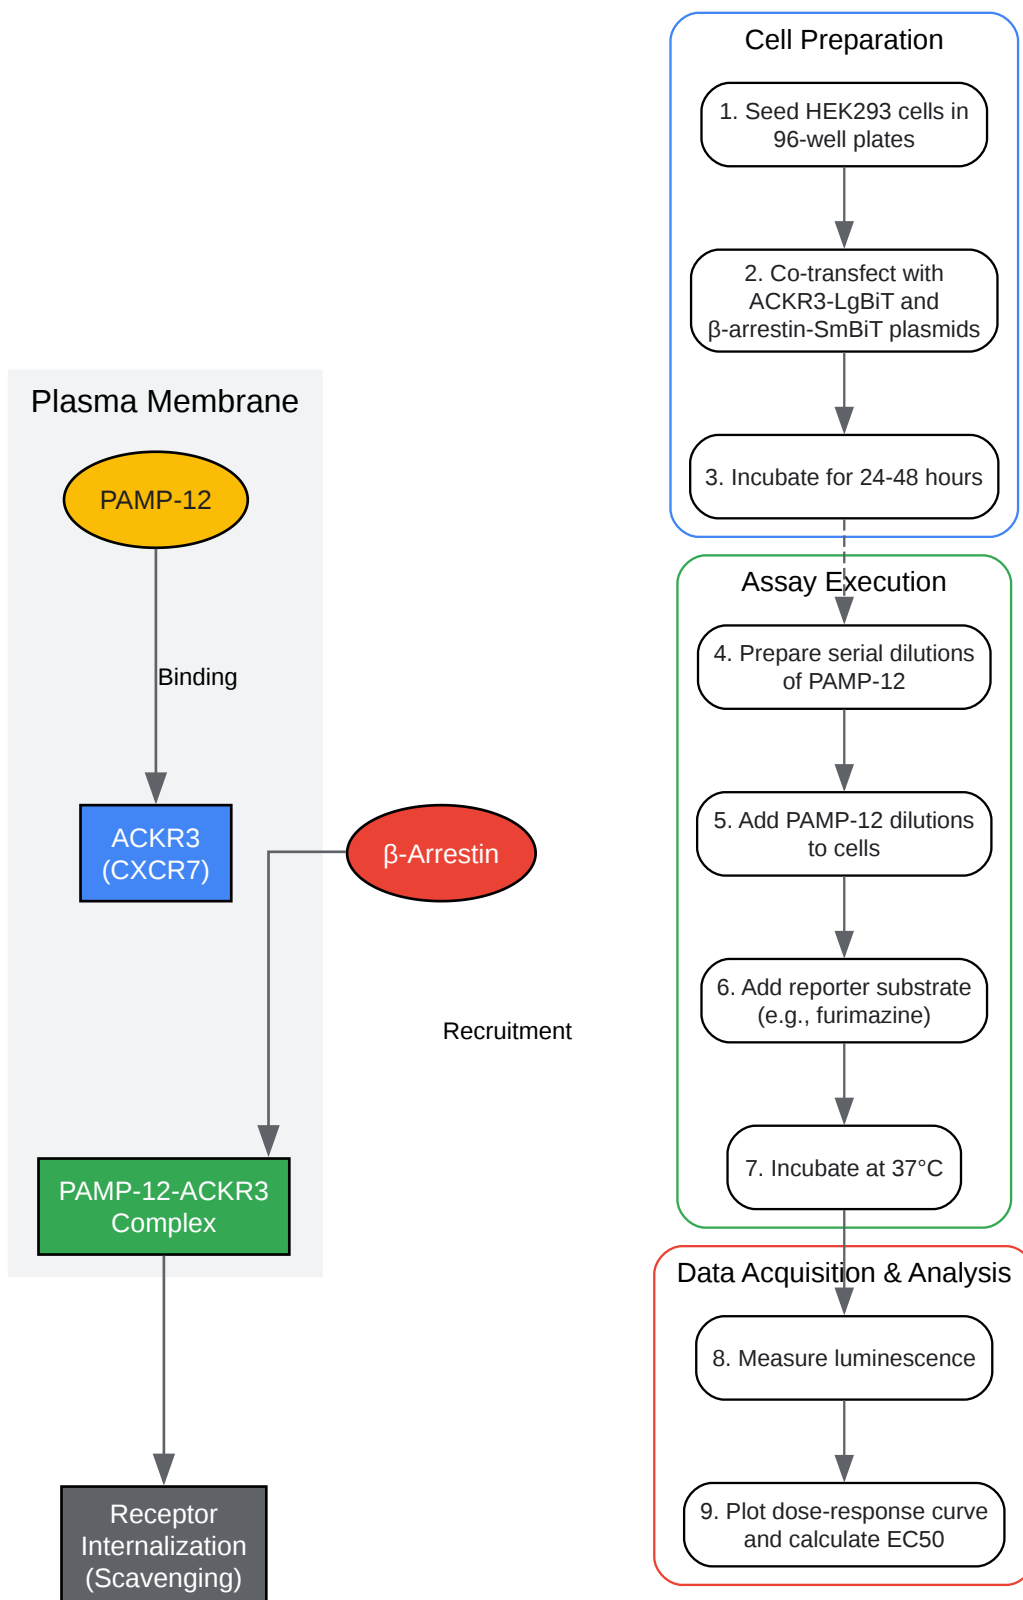 Plasma Membrane
PAMP-12
Binding
ACKR3
(CXCR7)
β-Arrestin
Recruitment
PAMP-12-ACKR3
Complex
Receptor
Internalization
(Scavenging)
Cell Preparation
1. Seed HEK293 cells in
96-well plates
2. Co-transfect with
ACKR3-LgBiT and
β-arrestin-SmBiT plasmids
3. Incubate for 24-48 hours
Assay Execution
4. Prepare serial dilutions
of PAMP-12
5. Add PAMP-12 dilutions
to cells
6. Add reporter substrate
(e.g., furimazine)
7. Incubate at 37°C
Data Acquisition & Analysis
8. Measure luminescence
9. Plot dose-response curve
and calculate EC50